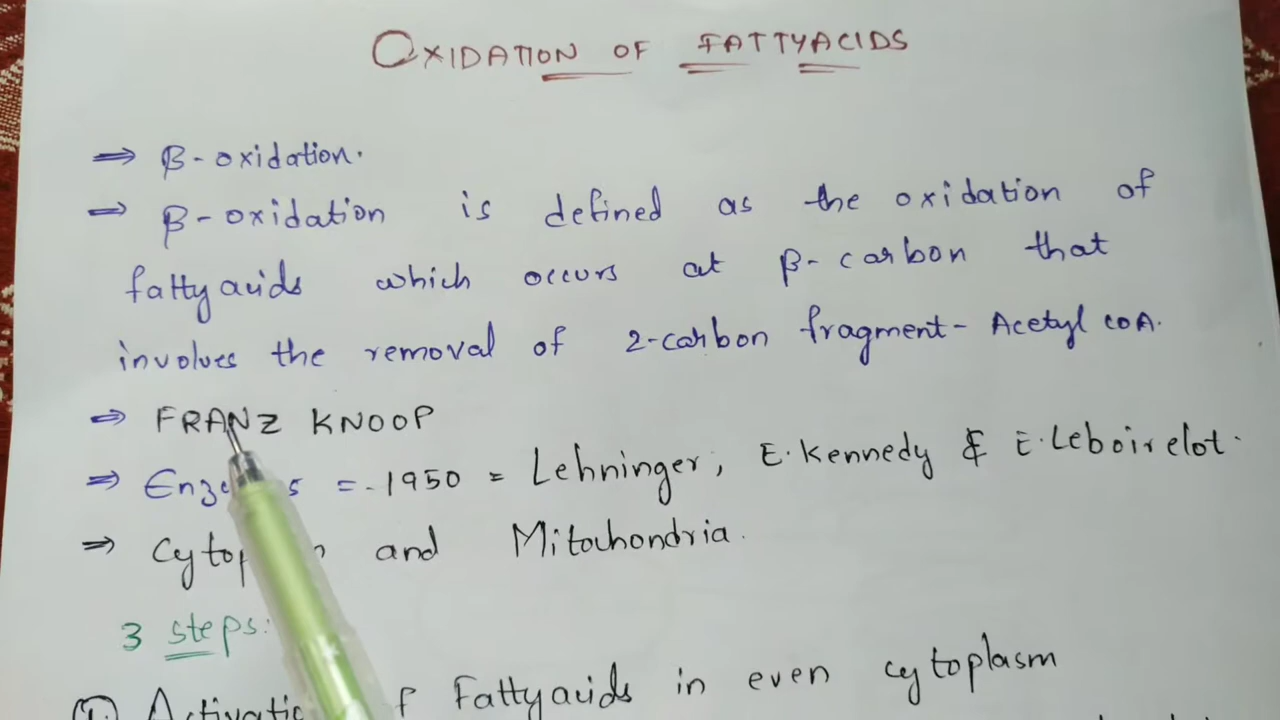 OXIDATION OF FATTYACIDS
⇒ β-oxidation.
⇒ β-oxidation is defined as the oxidation of
fattyacids which occurs at β-carbon that
involves the removal of 2-carbon fragment- Acetyl COA.
⇒ FRANZ KNOOP
⇒ = 1950 = Lehninger, E.Kennedy & E.Leboirelot.
⇒ and Mitochondria.
3 steps:
①. Fattyacids in even cytoplasm